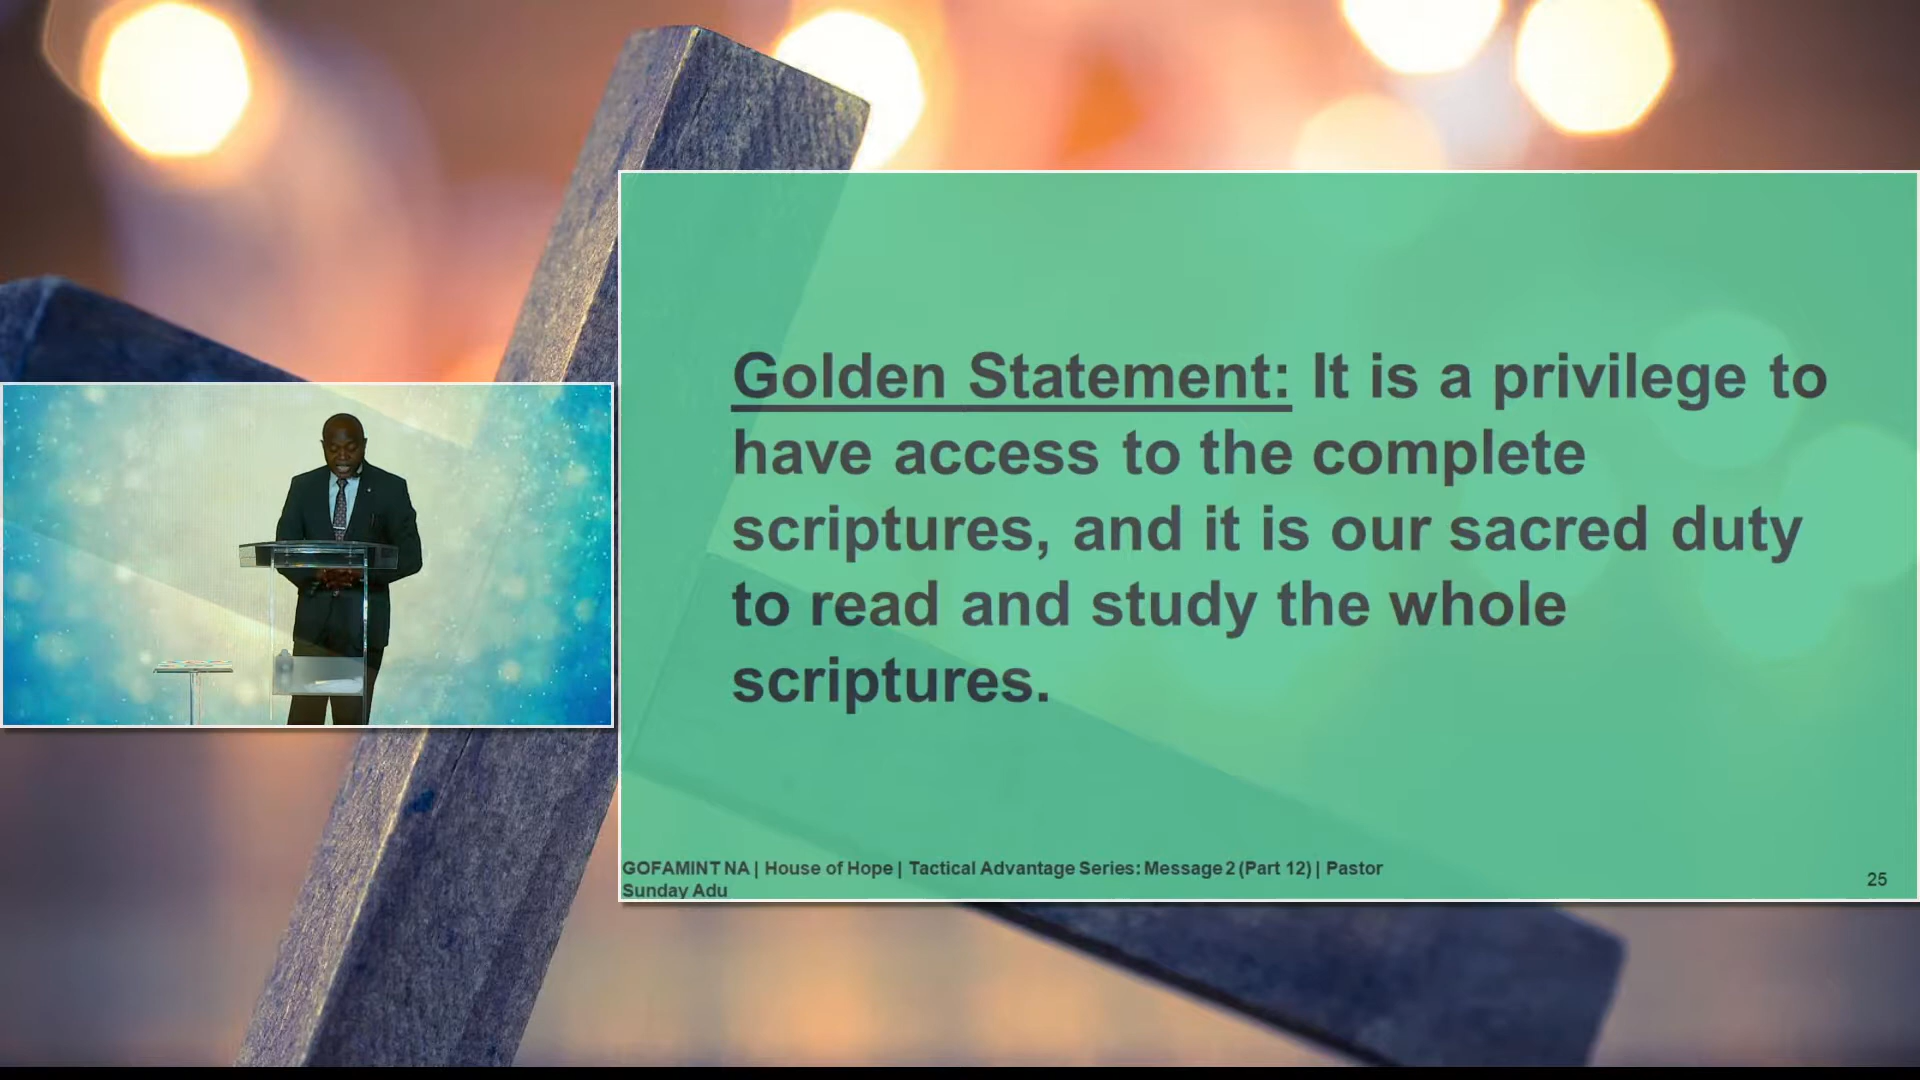 Golden Statement: It is a privilege to
have access to the complete
scriptures, and it is our sacred duty
to read and study the whole
scriptures.
GOFAMINT NA | House of Hope | Tactical Advantage Series: Message 2 (Part 12) | Pastor
Sunday Adu
25